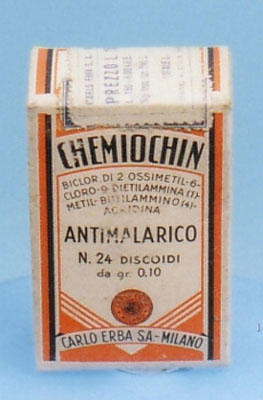 PREZZO L.
CHEMIOCHIN
BICLOR. DI 2 OSSIMETIL-6-
CLORO-9-DIETILAMMINA (1)-
METIL-BUTILAMMINO (4)-
ACRIDINA
ANTIMALARICO
N. 24 DISCOIDI
da gr. 0,10
CARLO ERBA SA-MILANO